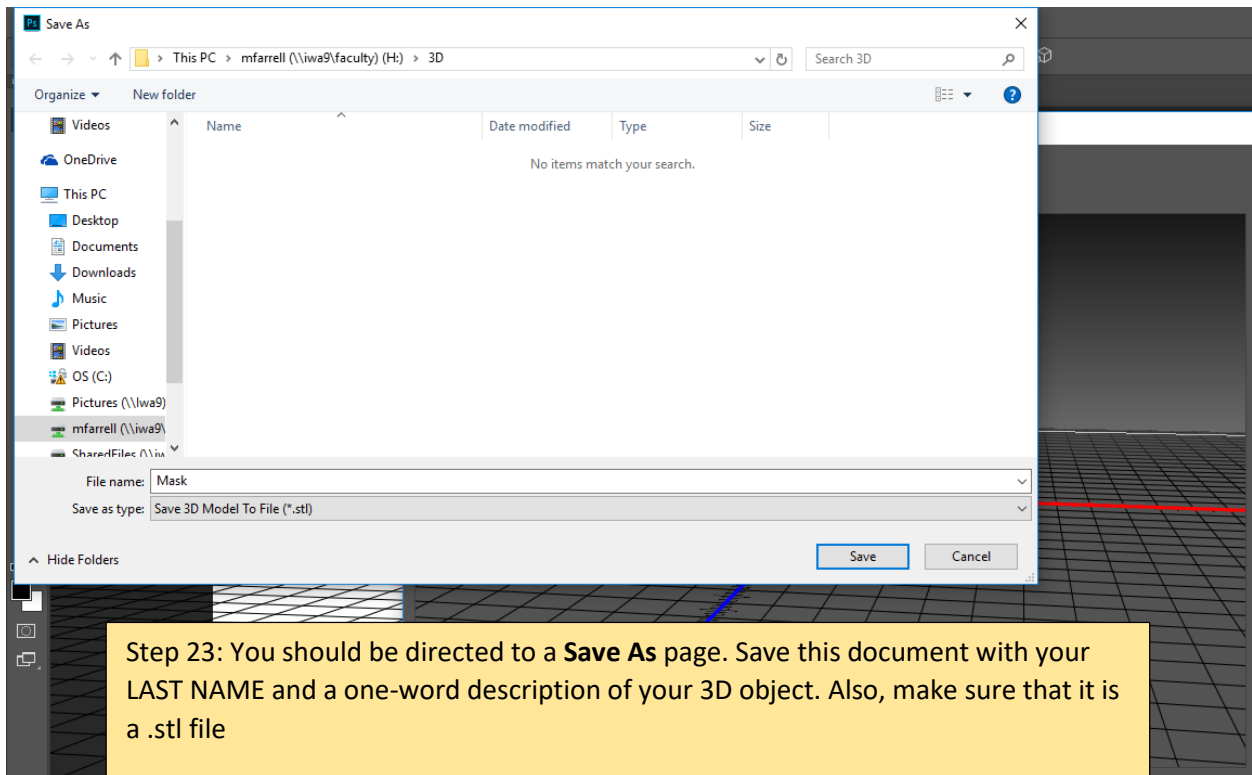 Ps Save As
This PC > mfarrell (\\iwa9\faculty) (H:) > 3D
Search 3D
Organize
New folder
Videos
Name
Date modified
Type
Size
OneDrive
No items match your search.
This PC
Desktop
Documents
Downloads
Music
Pictures
Videos
OS (C:)
Pictures (\\Iwa9)
mfarrell (\\iwa9\
SharedFiles (\\iw
File name: Mask
Save as type: Save 3D Model To File (*.stl)
Hide Folders
Save
Cancel
Step 23: You should be directed to a Save As page. Save this document with your
LAST NAME and a one-word description of your 3D object. Also, make sure that it is
a .stl file